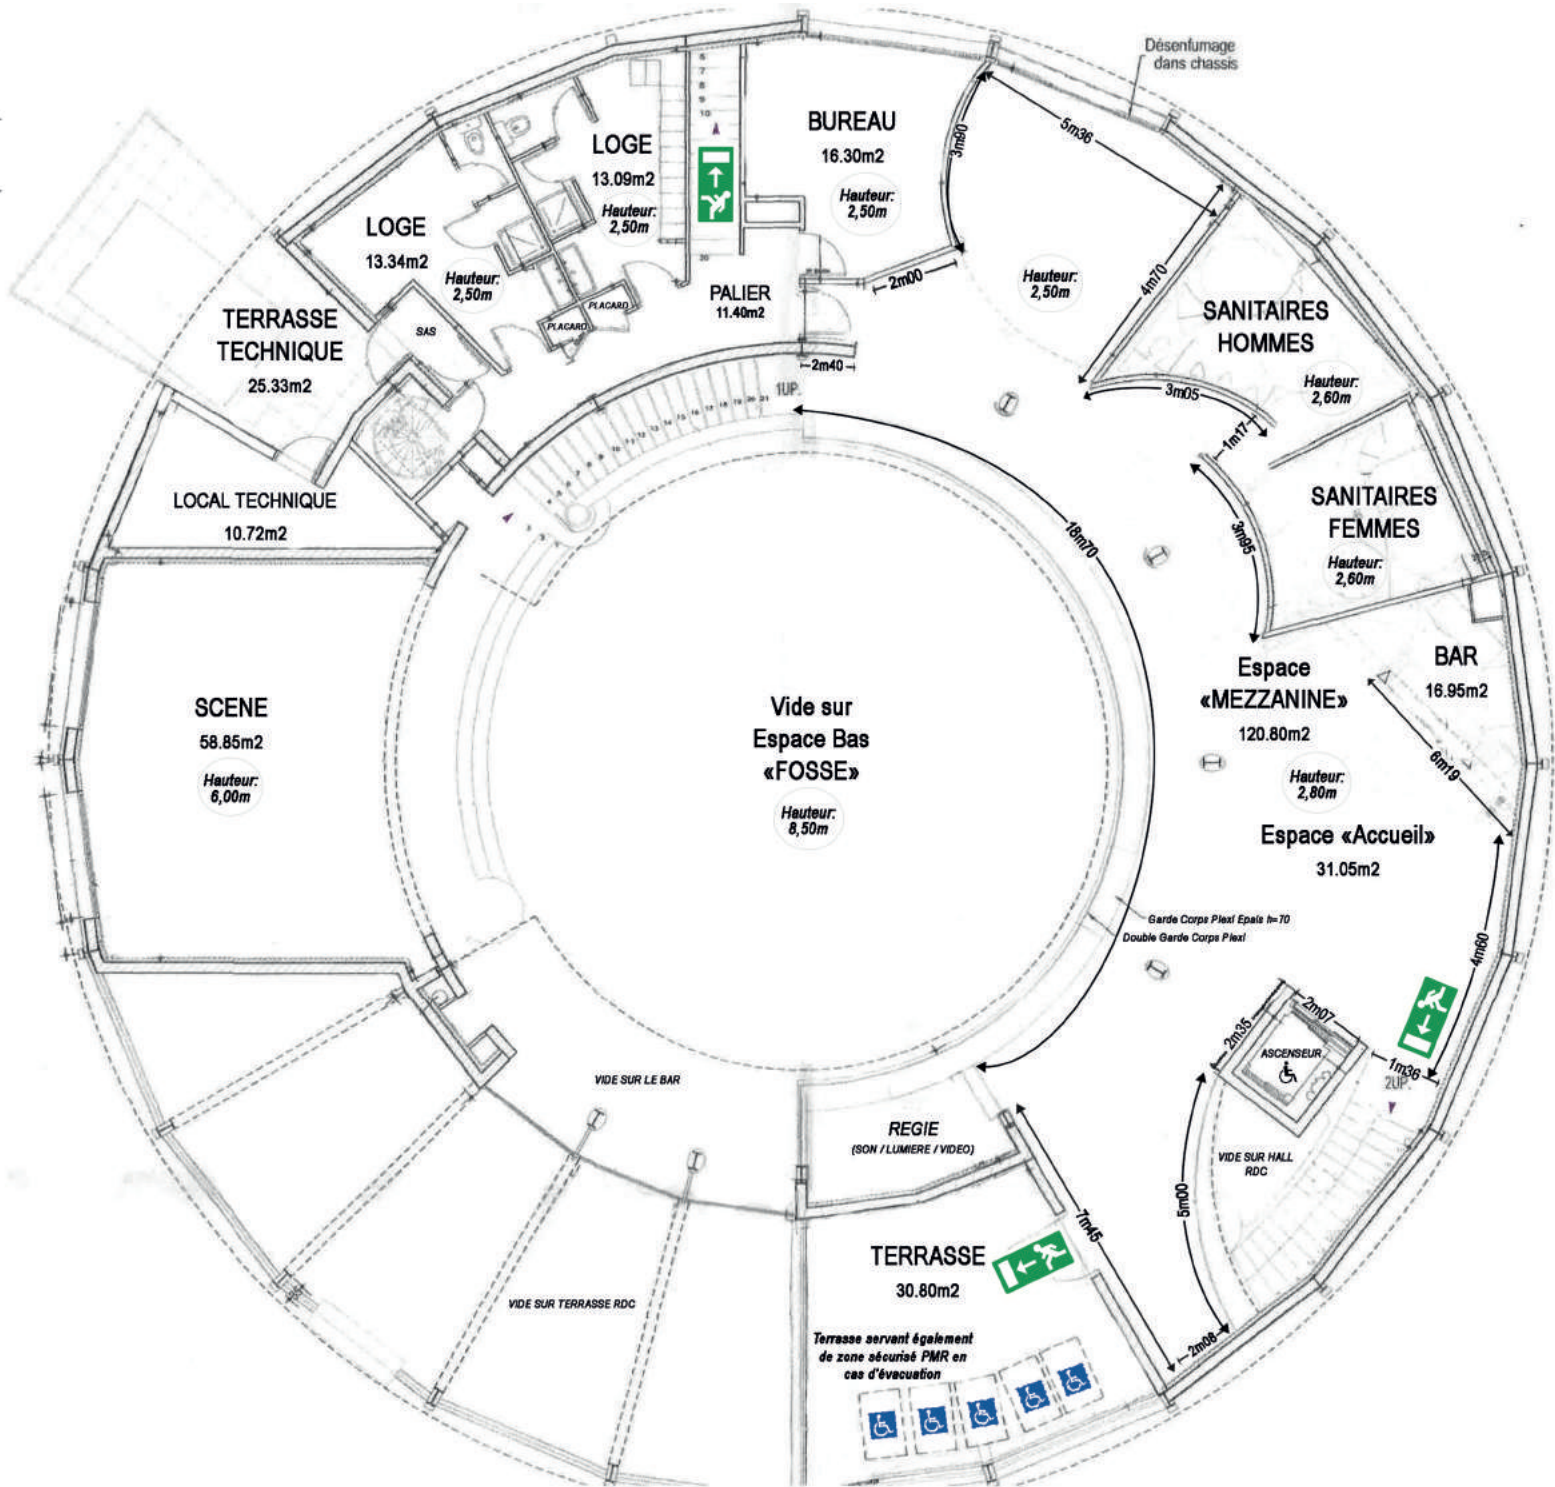 Désenfumage
dans chassis
BUREAU
16.30m2
Hauteur:
2,50m
3m90
5m36
LOGE
13.09m2
Hauteur:
2,50m
6
7
8
9
10
20
LOGE
13.34m2
Hauteur:
2,50m
PLACARD
PLACARD
SAS
PALIER
11.40m2
2m00
2m40
Hauteur:
2,50m
4m70
SANITAIRES
HOMMES
Hauteur:
2,60m
3m05
1m17
TERRASSE
TECHNIQUE
25.33m2
1UP.
LOCAL TECHNIQUE
10.72m2
18m70
3m95
SANITAIRES
FEMMES
Hauteur:
2,60m
SCENE
58.85m2
Hauteur:
6,00m
Vide sur
Espace Bas
«FOSSE»
Hauteur:
8,50m
Espace
«MEZZANINE»
120.80m2
Hauteur:
2,80m
BAR
16.95m2
6m19
Espace «Accueil»
31.05m2
Garde Corps Plexi Epais h=70
Double Garde Corps Plexi
4m60
2m07
2m35
ASCENSEUR
1m36
2UP.
VIDE SUR LE BAR
REGIE
(SON / LUMIERE / VIDEO)
VIDE SUR HALL
RDC
5m00
7m45
2m08
TERRASSE
30.80m2
VIDE SUR TERRASSE RDC
Terrasse servant également
de zone sécurisé PMR en
cas d'évacuation